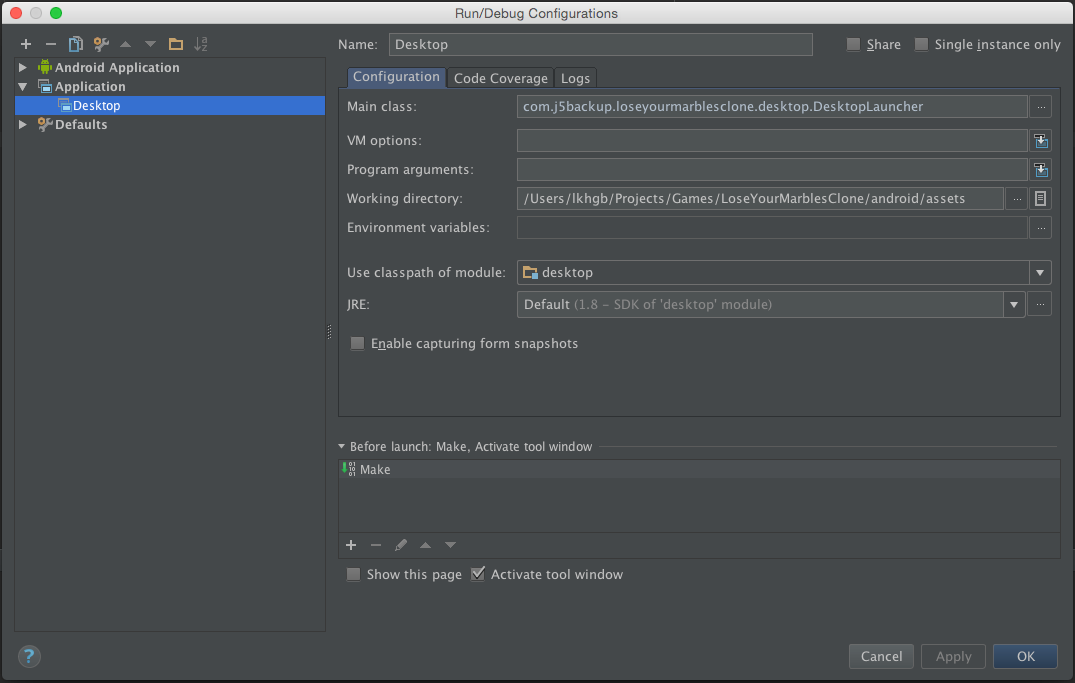 Run/Debug Configurations
Name: Desktop Share Single instance only
Android Application
Application
Desktop
Defaults
Configuration Code Coverage Logs
Main class: com.j5backup.loseyourmarblesclone.desktop.DesktopLauncher ...
VM options:
Program arguments:
Working directory: /Users/lkhgb/Projects/Games/LoseYourMarblesClone/android/assets ...
Environment variables: ...
Use classpath of module: desktop
JRE: Default (1.8 – SDK of 'desktop' module) ...
Enable capturing form snapshots
Before launch: Make, Activate tool window
Make
Show this page Activate tool window
? Cancel Apply OK